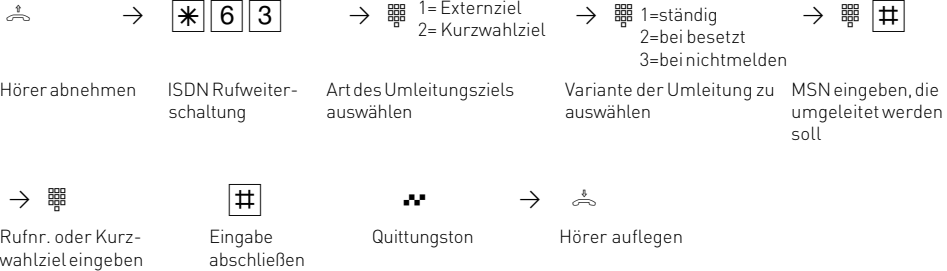 → * 6 3 → 1= Externziel → 1=ständig → #
2= Kurzwahlziel 2=bei besetzt
3=bei nichtmelden
Hörer abnehmen ISDN Rufweiter- Art des Umleitungsziels Variante der Umleitung zu MSN eingeben, die
schaltung auswählen auswählen umgeleitet werden
soll
→ # →
Rufnr. oder Kurz- Eingabe Quittungston Hörer auflegen
wahlziel eingeben abschließen